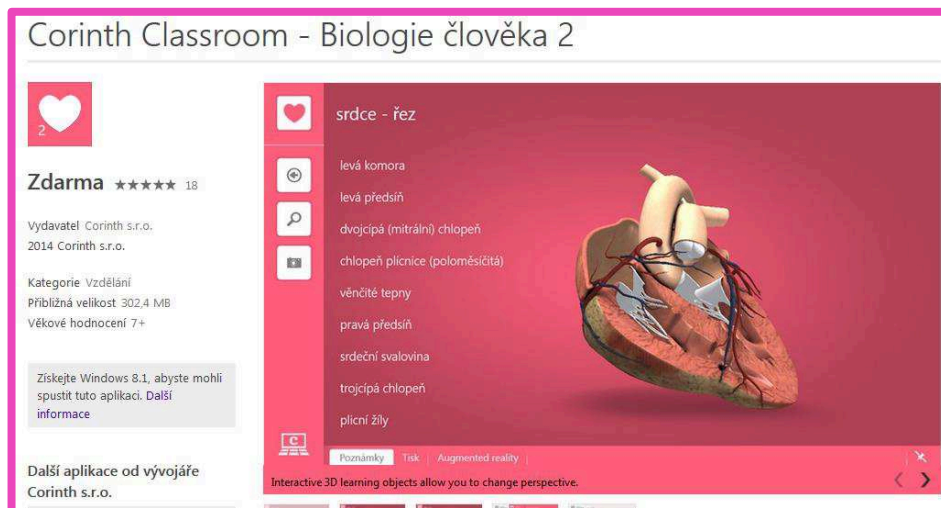 Corinth Classroom - Biologie člověka 2
2
Zdarma ★★★★★ 18
Vydavatel Corinth s.r.o.
2014 Corinth s.r.o.
Kategorie Vzdělání
Přibližná velikost 302,4 MB
Věkové hodnocení 7+
Získejte Windows 8.1, abyste mohli
spustit tuto aplikaci. Další
informace
Další aplikace od vývojáře
Corinth s.r.o.
srdce - řez
levá komora
levá předsíň
dvojcípá (mitrální) chlopeň
chlopeň plícnice (poloměsíčitá)
věnčité tepny
pravá předsíň
srdeční svalovina
trojcípá chlopeň
plicní žíly
C
Poznámky Tisk Augmented reality
Interactive 3D learning objects allow you to change perspective.